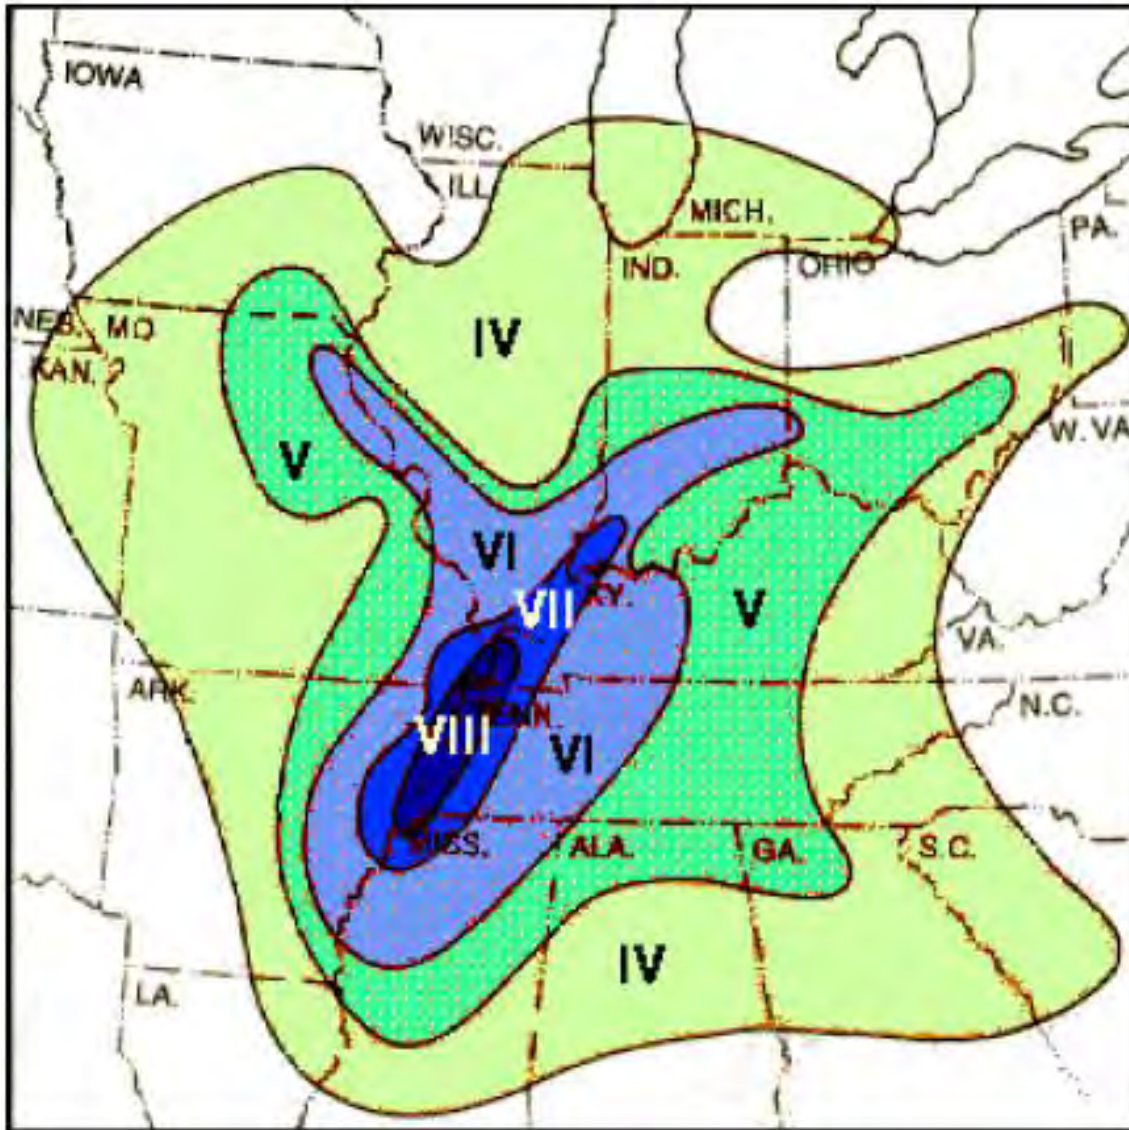 IOWA
WISC.
ILL.
MICH.
PA.
IND.
OHIO
NEB.
MO
IV
KAN.
W. VA
V
VI
VII
KY.
V
VA.
ARK.
N.C.
TENN.
VIII
VI
MISS.
ALA.
GA.
S.C.
IV
LA.